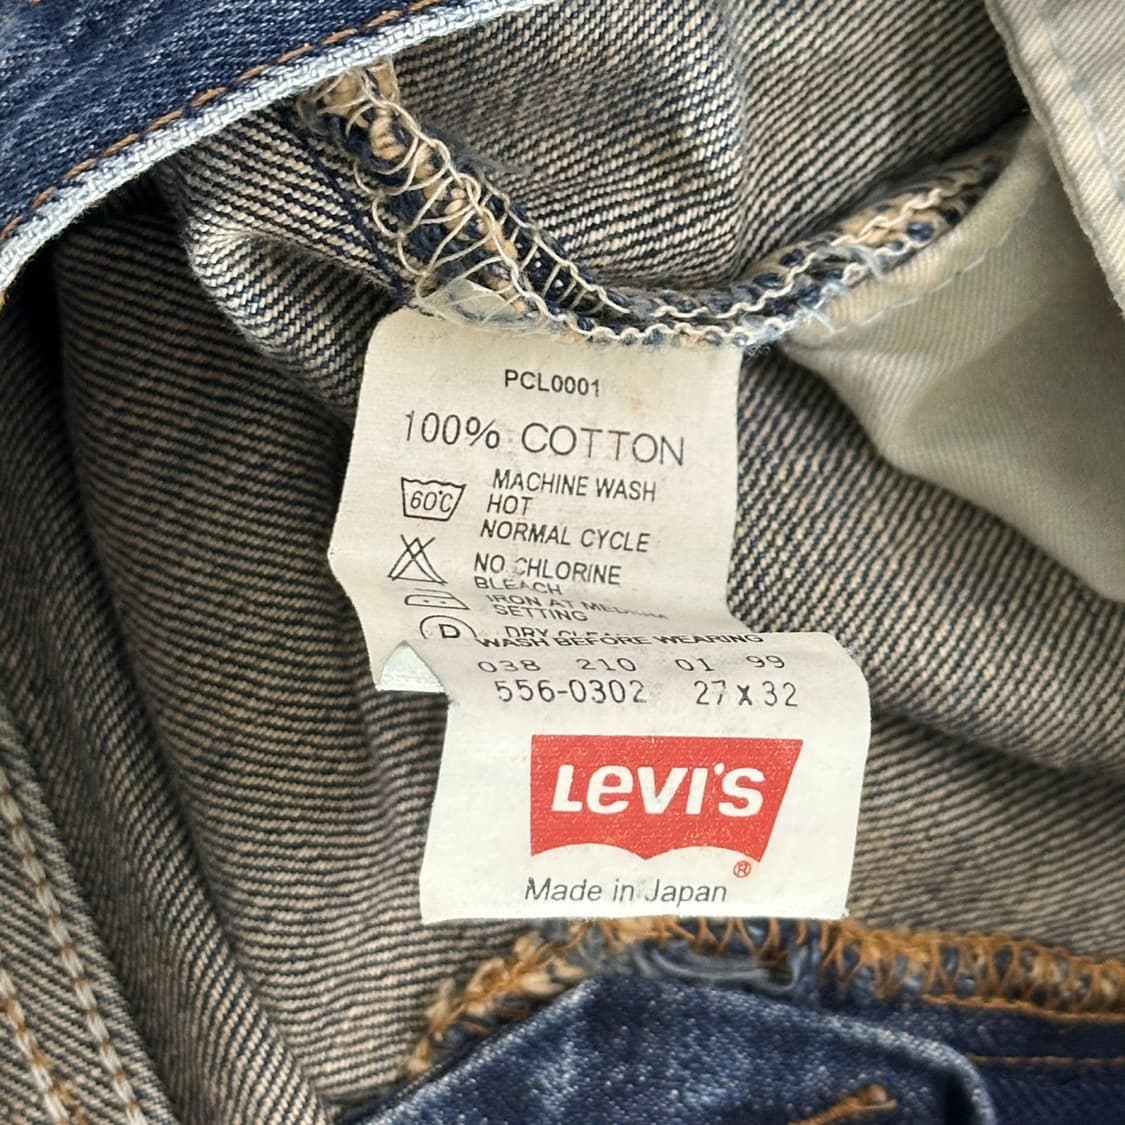 PCL0001
100% COTTON
60°C
MACHINE WASH
HOT
NORMAL CYCLE
NO CHLORINE
BLEACH
IRON AT MEDIUM
SETTING
D
DRY
WASH BEFORE WEARING
038 210 01 99
556-0302 27 X 32
LEVI'S
®
Made in Japan